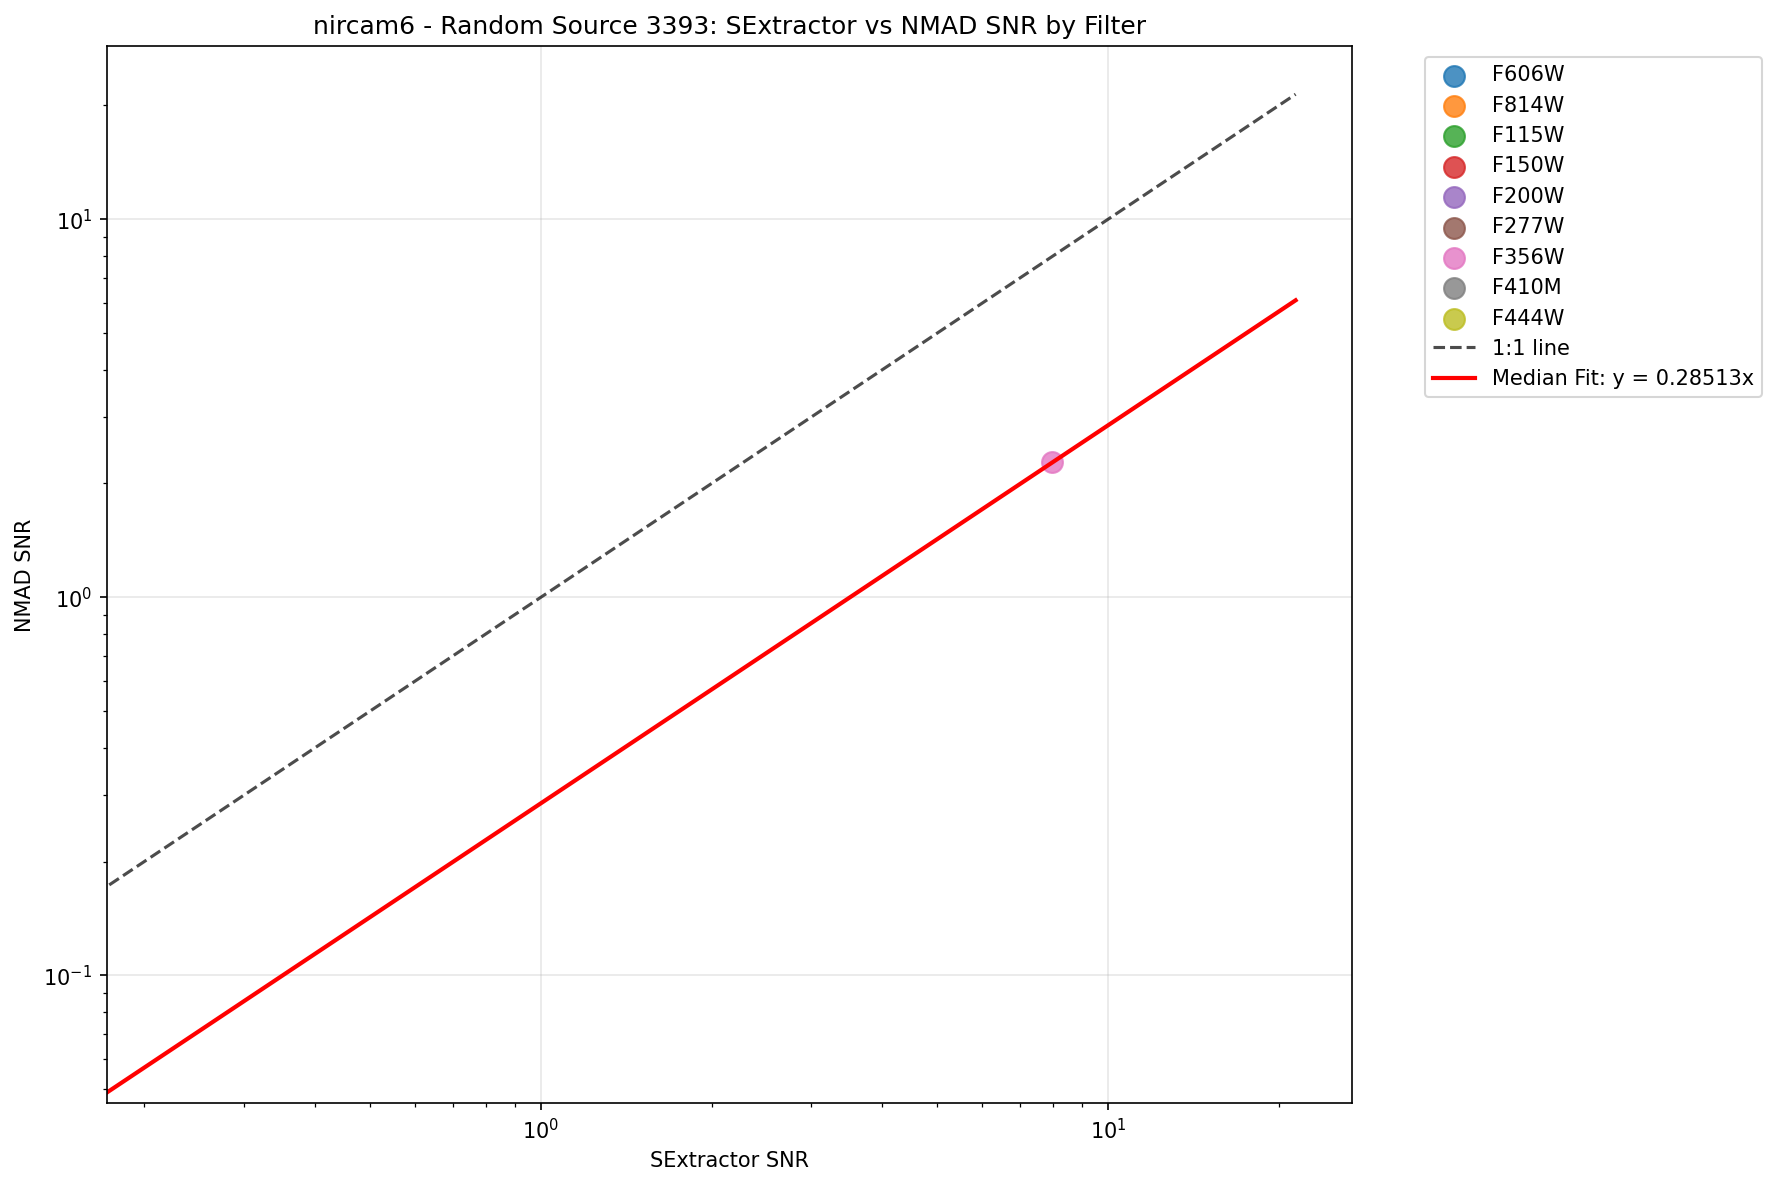 nircam6 - Random Source 3393: SExtractor vs NMAD SNR by Filter
NMAD SNR
10¹
10⁰
10⁻¹
10⁰
10¹
SExtractor SNR
F606W
F814W
F115W
F150W
F200W
F277W
F356W
F410M
F444W
1:1 line
Median Fit: y = 0.28513x